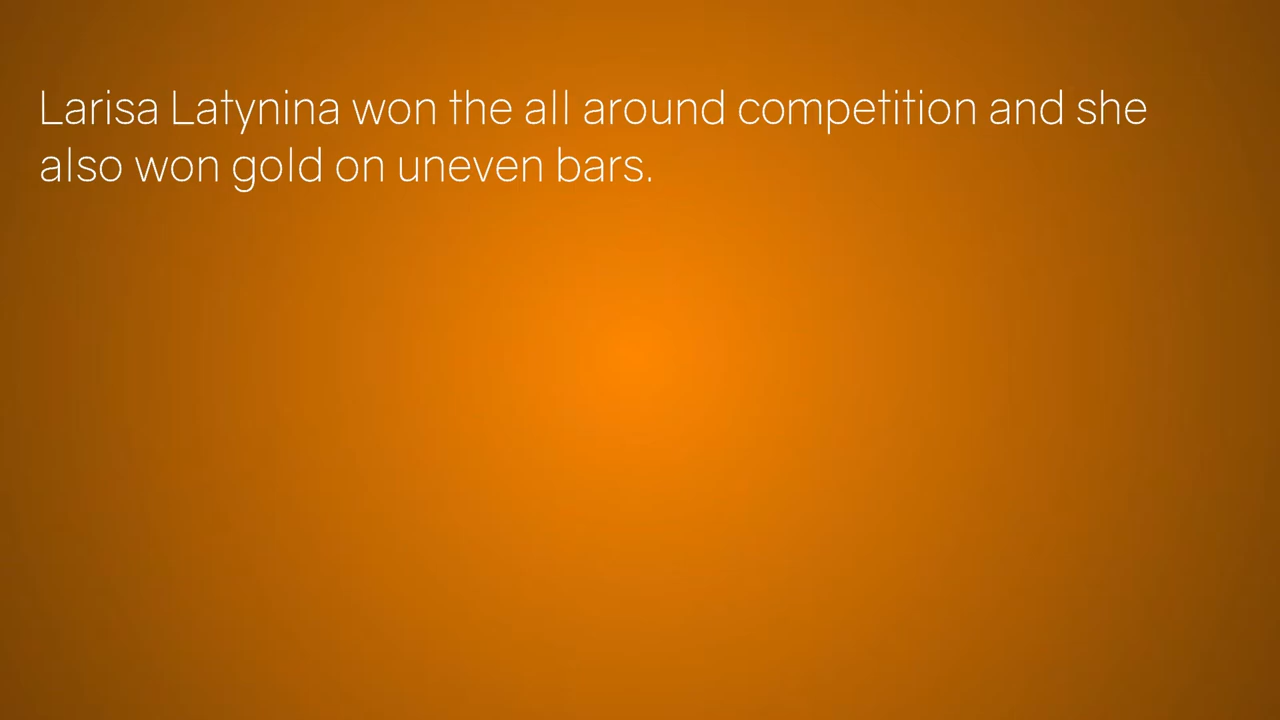 Larisa Latynina won the all around competition and she
also won gold on uneven bars.